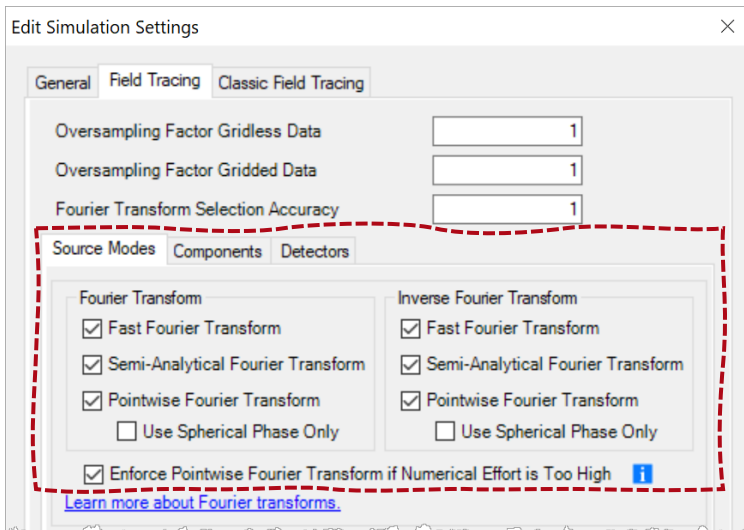 Edit Simulation Settings
General Field Tracing Classic Field Tracing
Oversampling Factor Gridless Data 1
Oversampling Factor Gridded Data 1
Fourier Transform Selection Accuracy 1
Source Modes Components Detectors
Fourier Transform Inverse Fourier Transform
Fast Fourier Transform Fast Fourier Transform
Semi-Analytical Fourier Transform Semi-Analytical Fourier Transform
Pointwise Fourier Transform Pointwise Fourier Transform
Use Spherical Phase Only Use Spherical Phase Only
Enforce Pointwise Fourier Transform if Numerical Effort is Too High i
Learn more about Fourier transforms.